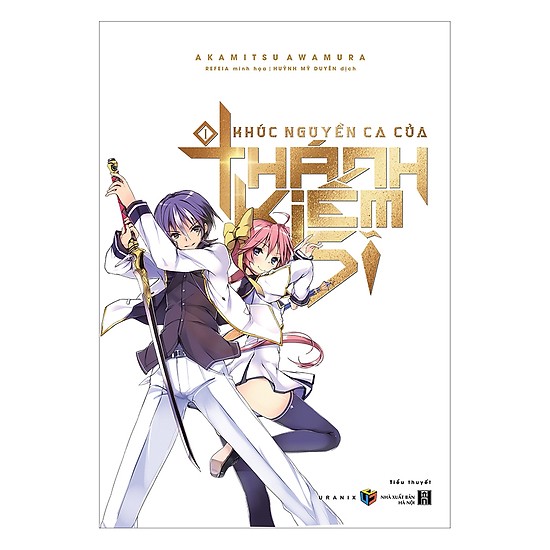 AKAMITSU AWAMURA
REFEIA minh họa | HUỲNH MỸ DUYÊN dịch
1 KHÚC NGUYỀN CA CỦA
THÁNH
KIẾM
SĨ
Tiểu thuyết
URANIX
NHÀ XUẤT BẢN
HÀ NỘI